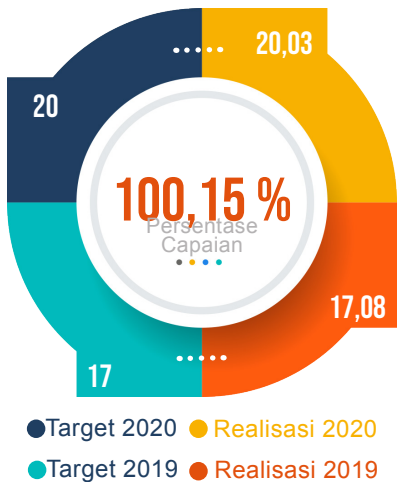 20,03
20
100,15 %
Persentase
Capaian
17,08
17
Target 2020
Realisasi 2020
Target 2019
Realisasi 2019